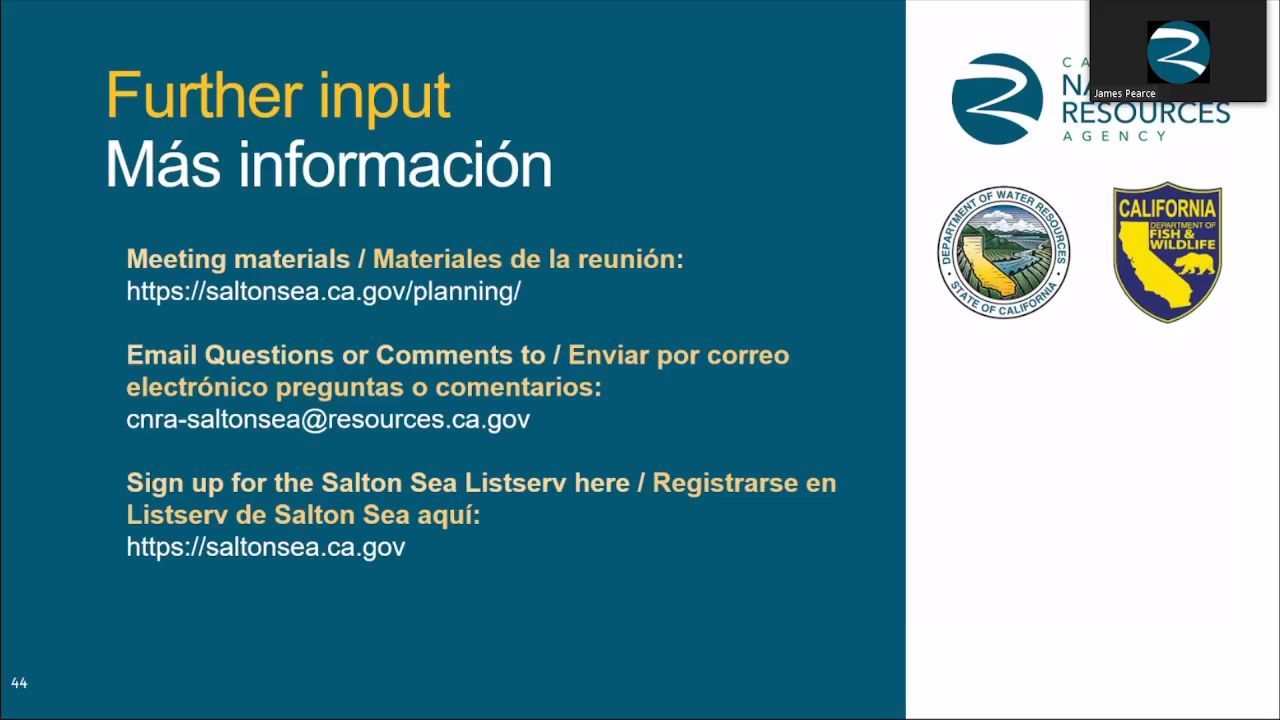 Further input
Más información
Meeting materials / Materiales de la reunión:
https://saltonsea.ca.gov/planning/
Email Questions or Comments to / Enviar por correo
electrónico preguntas o comentarios:
cnra-saltonsea@resources.ca.gov
Sign up for the Salton Sea Listserv here / Registrarse en
Listserv de Salton Sea aquí:
https://saltonsea.ca.gov
44
James Pearce
RESOURCES
AGENCY
DEPARTMENT OF WATER RESOURCES
STATE OF CALIFORNIA
CALIFORNIA
DEPARTMENT OF
FISH &
WILDLIFE